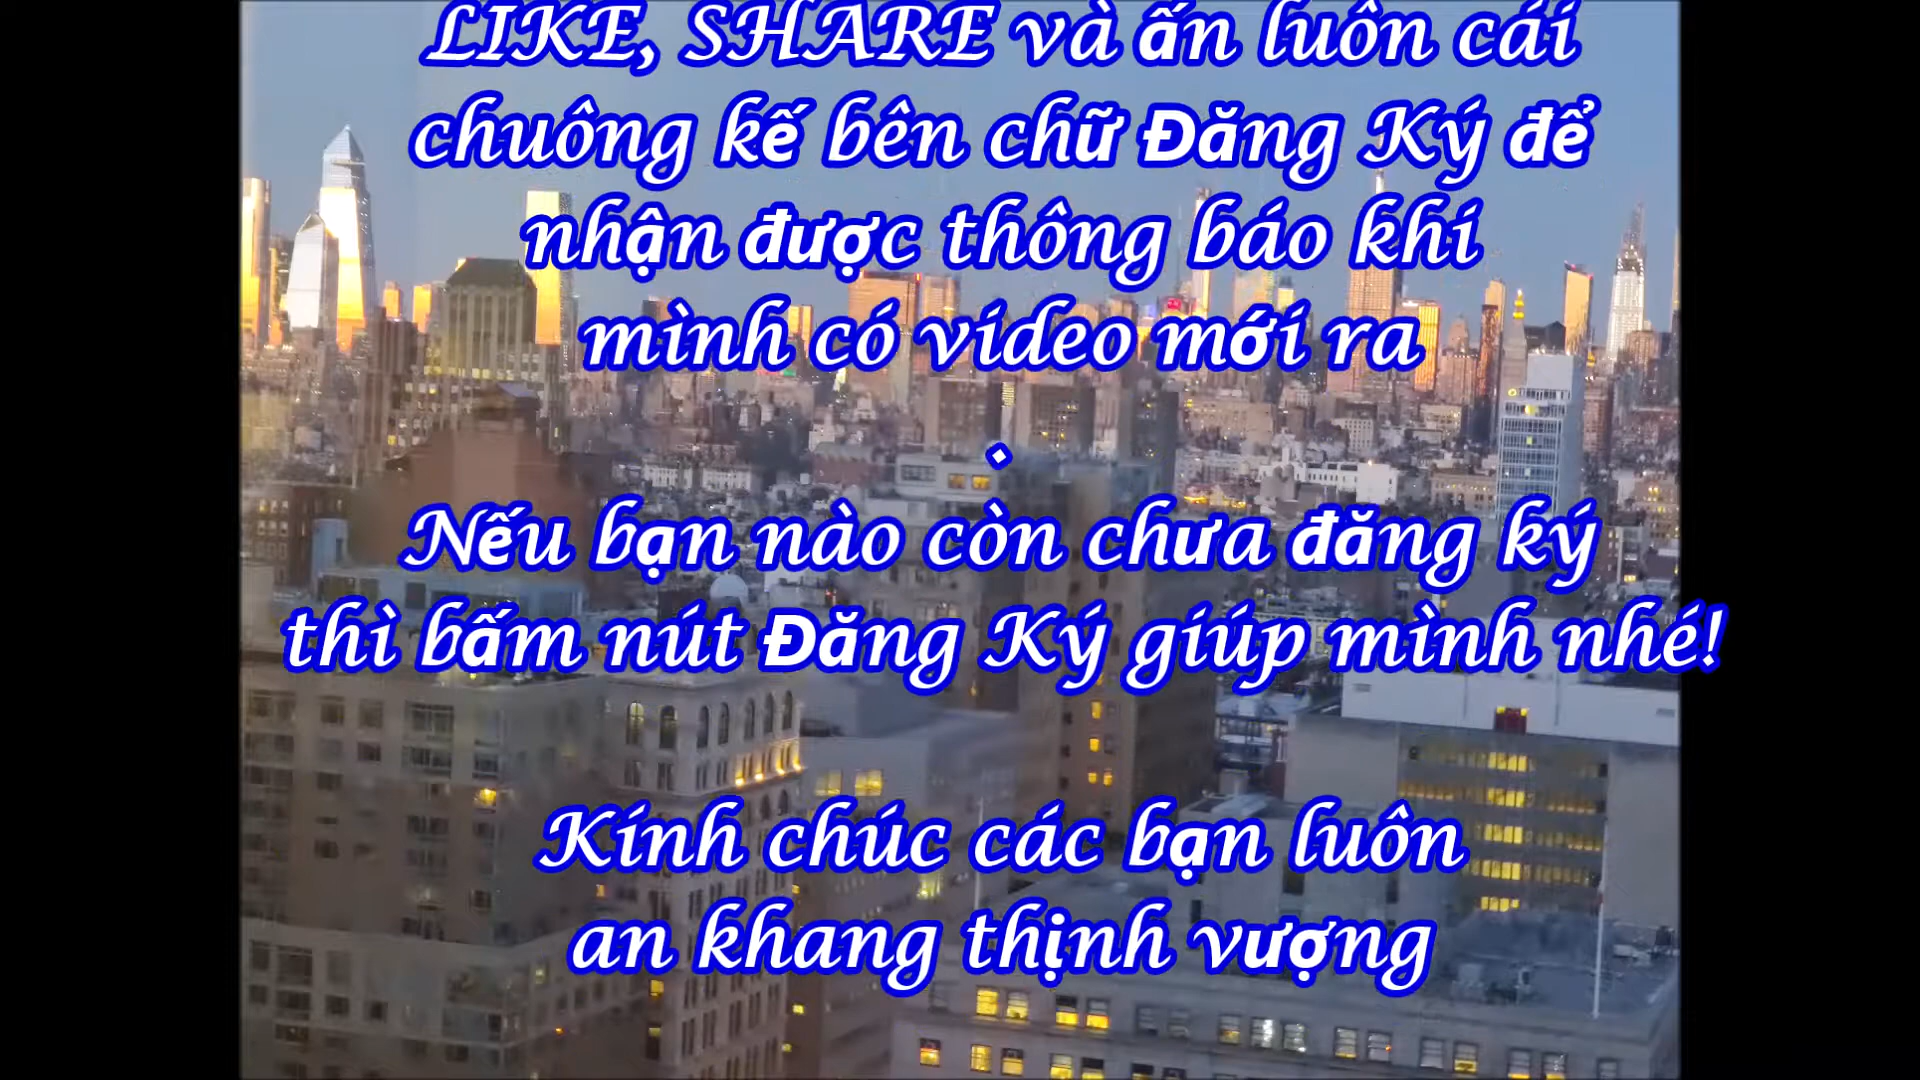 LIKE, SHARE và ấn luôn cái
chuông kế bên chữ Đăng Ký để
nhận được thông báo khi
mình có video mới ra
.
Nếu bạn nào còn chưa đăng ký
thì bấm nút Đăng Ký giúp mình nhé!
Kính chúc các bạn luôn
an khang thịnh vượng